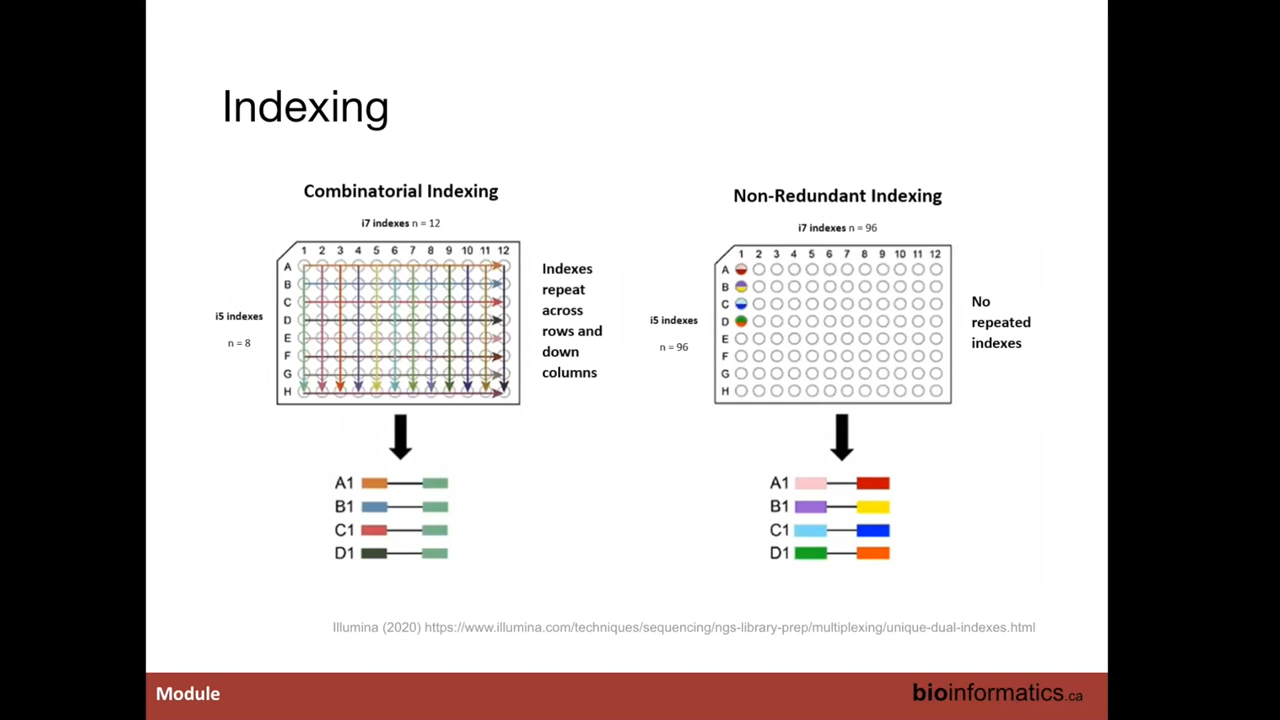 Indexing
Combinatorial Indexing
i7 indexes n = 12
1 2 3 4 5 6 7 8 9 10 11 12
A
B
C
D
E
F
G
H
i5 indexes
n = 8
Indexes
repeat
across
rows and
down
columns
A1
B1
C1
D1
Non-Redundant Indexing
i7 indexes n = 96
1 2 3 4 5 6 7 8 9 10 11 12
A
B
C
D
E
F
G
H
i5 indexes
n = 96
No
repeated
indexes
A1
B1
C1
D1
Illumina (2020) https://www.illumina.com/techniques/sequencing/ngs-library-prep/multiplexing/unique-dual-indexes.html
Module
bioinformatics.ca